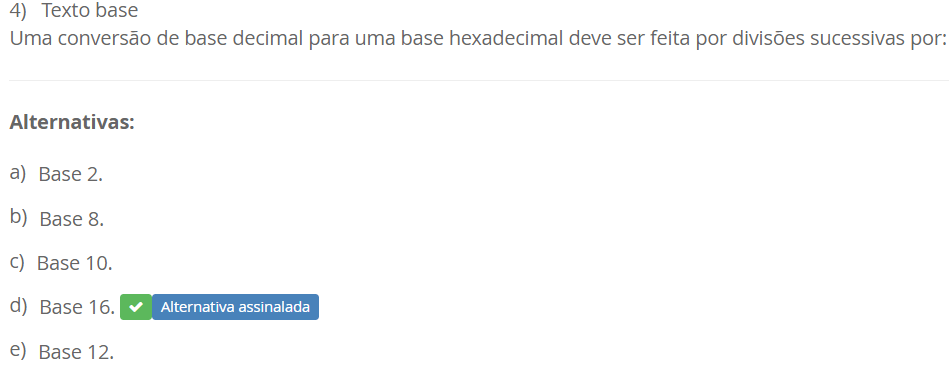 4) Texto base
Uma conversão de base decimal para uma base hexadecimal deve ser feita por divisões sucessivas por:
Alternativas:
a) Base 2.
b) Base 8.
c) Base 10.
d) Base 16. Alternativa assinalada
e) Base 12.